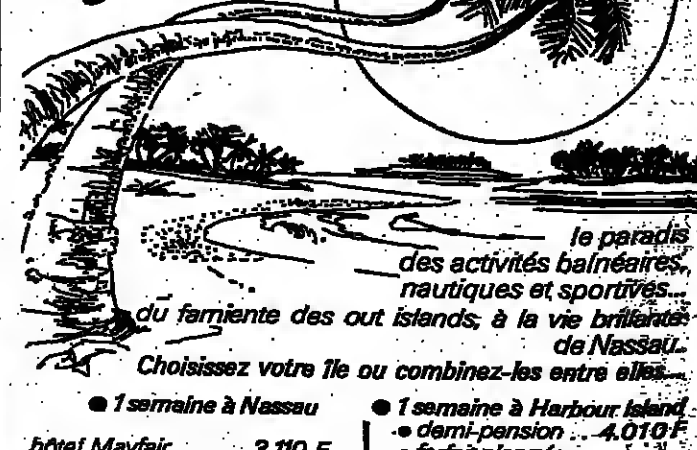 le paradis
des activités balnéaires,
nautiques et sportives...
du farniente des out islands, à la vie brillante
de Nassau...
Choisissez votre île ou combinez-les entre elles...
● 1 semaine à Nassau
hôtel Mayfair 3.110 F
● 1 semaine à Harbour Island
● demi-pension .. 4.010 F